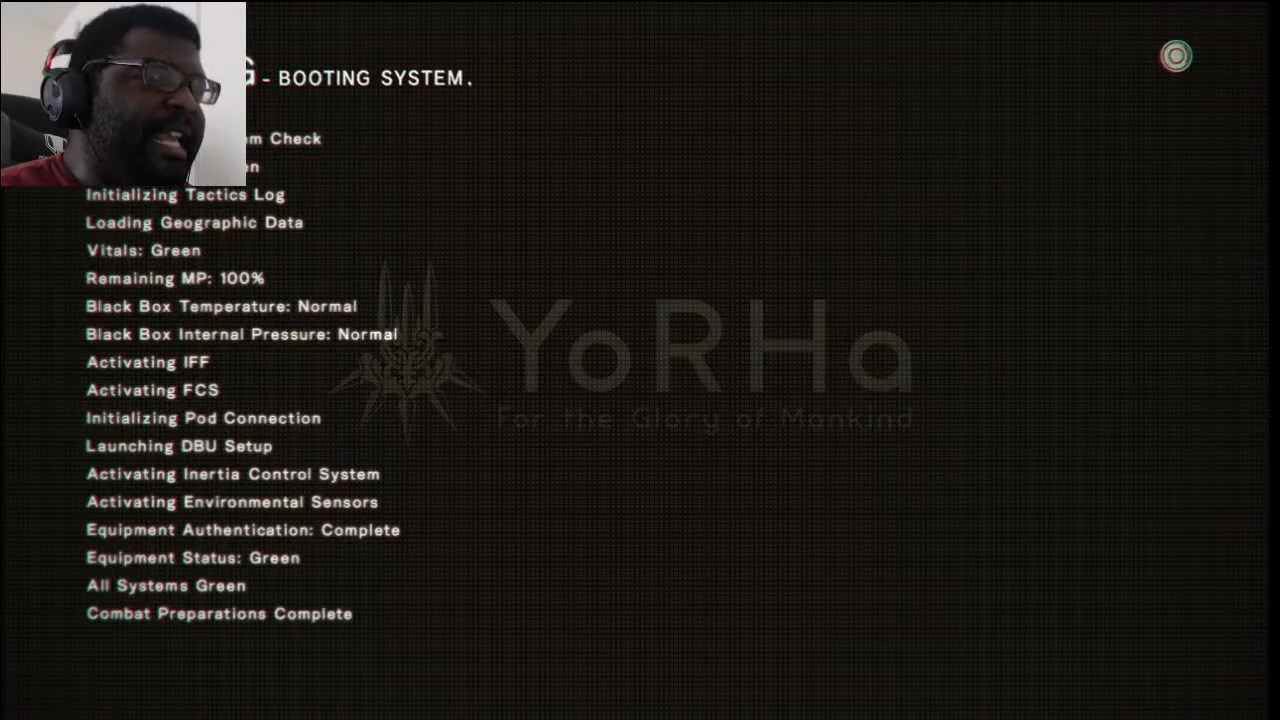 - BOOTING SYSTEM.
Check
Initializing Tactics Log
Loading Geographic Data
Vitals: Green
Remaining MP: 100%
Black Box Temperature: Normal
Black Box Internal Pressure: Normal
Activating IFF
Activating FCS
Initializing Pod Connection
Launching DBU Setup
Activating Inertia Control System
Activating Environmental Sensors
Equipment Authentication: Complete
Equipment Status: Green
All Systems Green
Combat Preparations Complete
YoRHa
For the Glory of Mankind